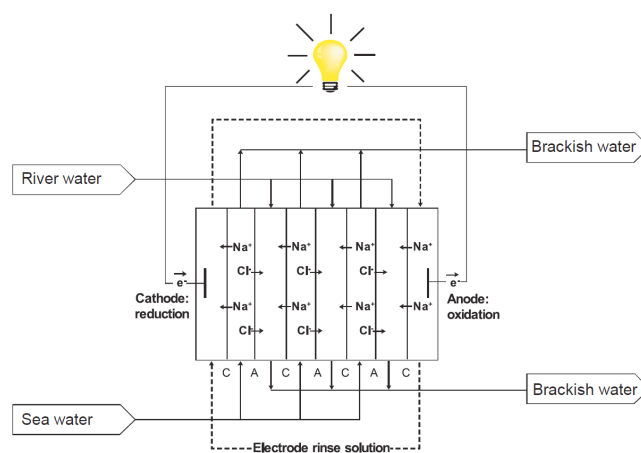 Brackish water
River water
Na⁺ Na⁺ Na⁺ Na⁺
Cl⁻ Cl⁻ Cl⁻
e⁻ e⁻
Cathode:
reduction
Anode:
oxidation
Na⁺ Na⁺ Na⁺ Na⁺
Cl⁻ Cl⁻ Cl⁻
C A C A C A C
Brackish water
Sea water
Electrode rinse solution